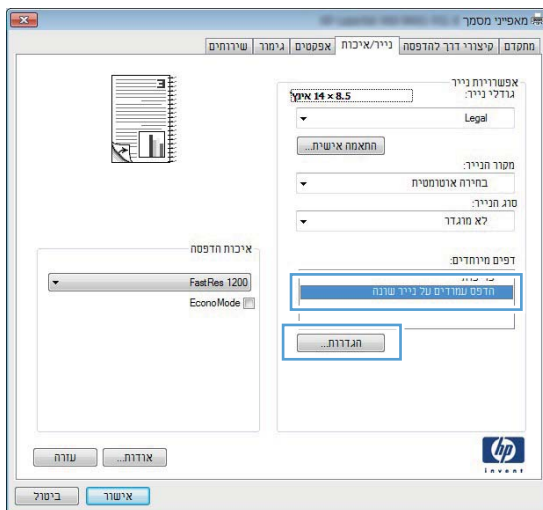 מאפייני מסמך
מתקדם קיצורי דרך להדפסה נייר/איכות אפקטים גימור שירותים
אפשרויות נייר
גודלי נייר:
8.5 × 14 אינץ
Legal
התאמה אישית...
מקור הנייר:
בחירה אוטומטית
סוג הנייר:
לא מוגדר
דפים מיוחדים:
הדפס עמודים על נייר שונה
הגדרות...
איכות הדפסה
FastRes 1200
EconoMode
hp
invent
אודות... עזרה
אישור ביטול